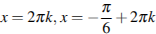 x = 2πk, x = −π/6 + 2πk